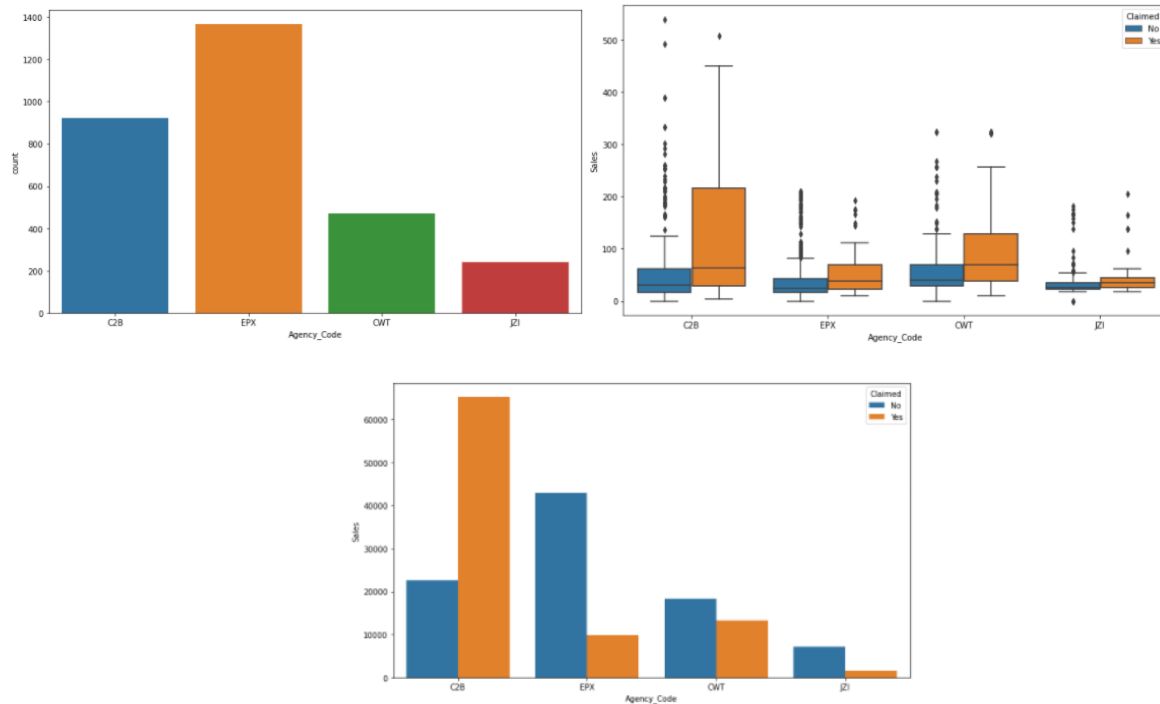 1400
1200
1000
800
600
400
200
0
count
C2B EPX CWT JZI
Agency_Code
Claimed
No
Yes
500
400
300
200
100
0
Sales
C2B EPX CWT JZI
Agency_Code
Claimed
No
Yes
60000
50000
40000
30000
20000
10000
0
Sales
C2B EPX CWT JZI
Agency_Code